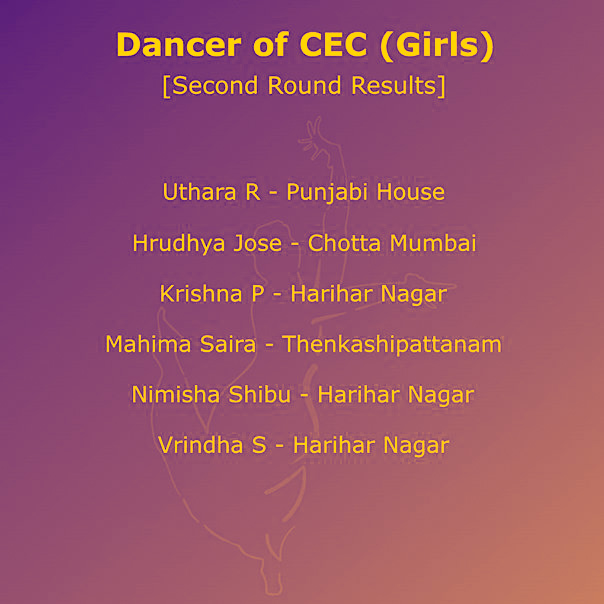 Dancer of CEC (Girls)
[Second Round Results]
Uthara R - Punjabi House
Hrudhya Jose - Chotta Mumbai
Krishna P - Harihar Nagar
Mahima Saira - Thenkashipattanam
Nimisha Shibu - Harihar Nagar
Vrindha S - Harihar Nagar